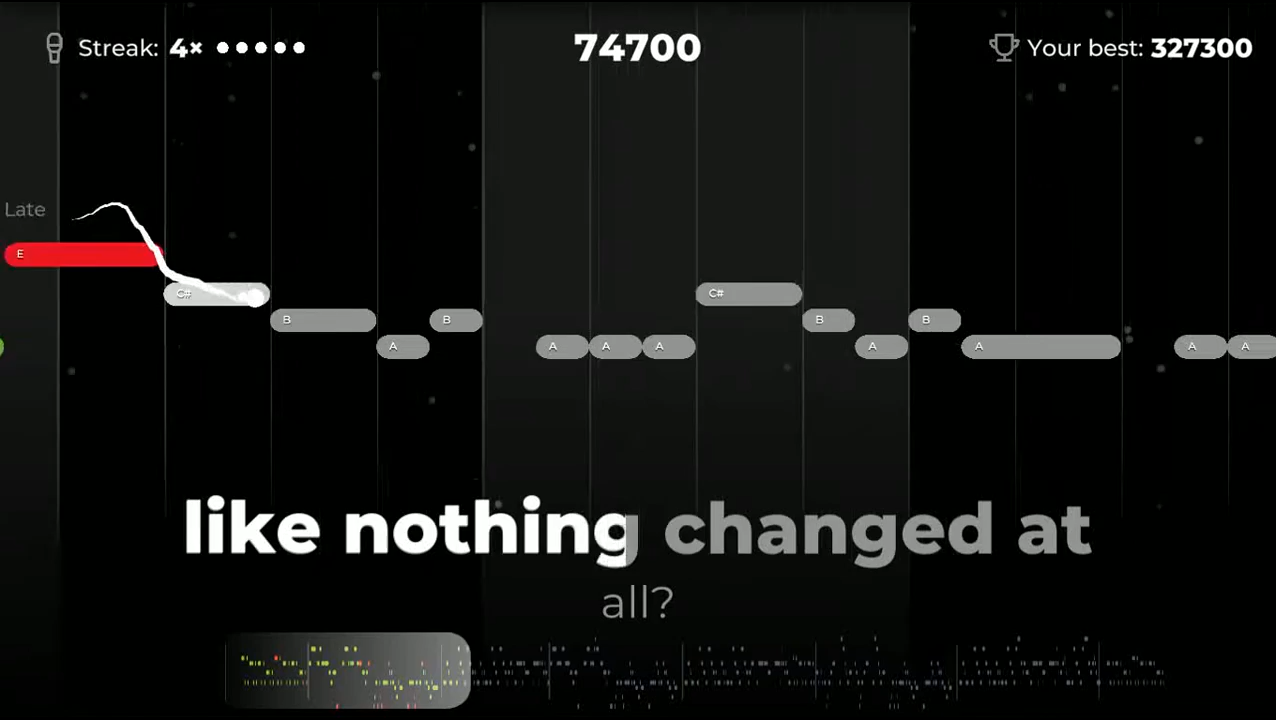 Streak: 4× 74700 Your best: 327300
Late
E
C# C#
B B B B
A A A A A A A A
like nothing changed at
all?